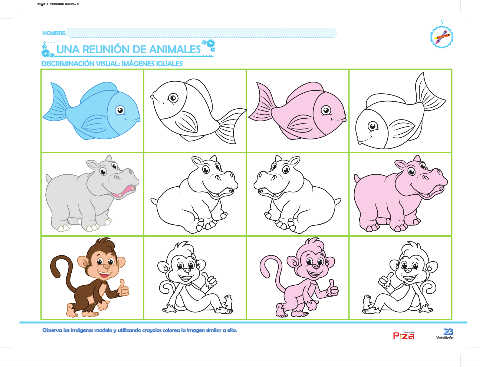 NOMBRE:
UNA REUNIÓN DE ANIMALES
DISCRIMINACIÓN VISUAL: IMÁGENES IGUALES
Observa las imágenes modelo y utilizando crayolas colorea la imagen similar a ella.
Piza
23